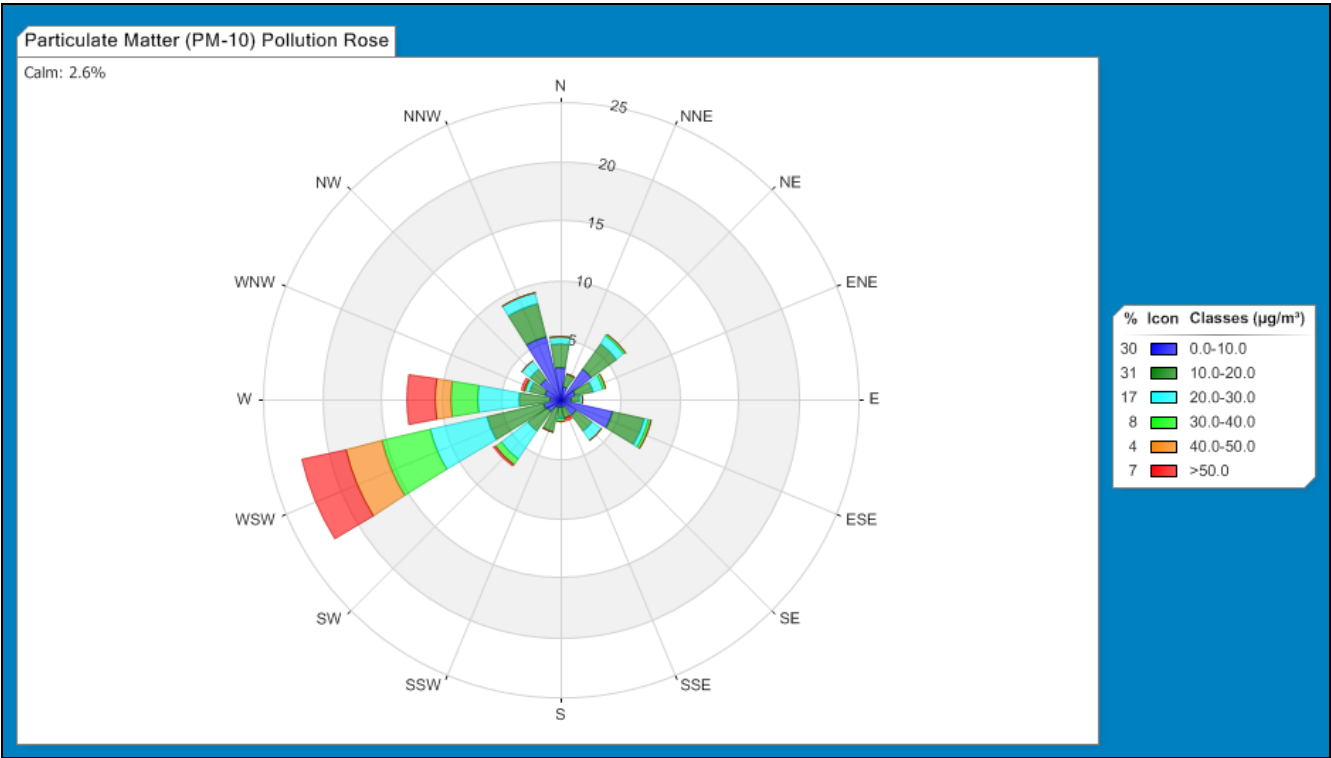 Particulate Matter (PM-10) Pollution Rose
Calm: 2.6%
N
NNW
25
NNE
20
NW
NE
15
WNW
10
ENE
5
W
E
WSW
ESE
SW
SE
SSW
SSE
S
% Icon Classes (µg/m³)
30 0.0-10.0
31 10.0-20.0
17 20.0-30.0
8 30.0-40.0
4 40.0-50.0
7 >50.0